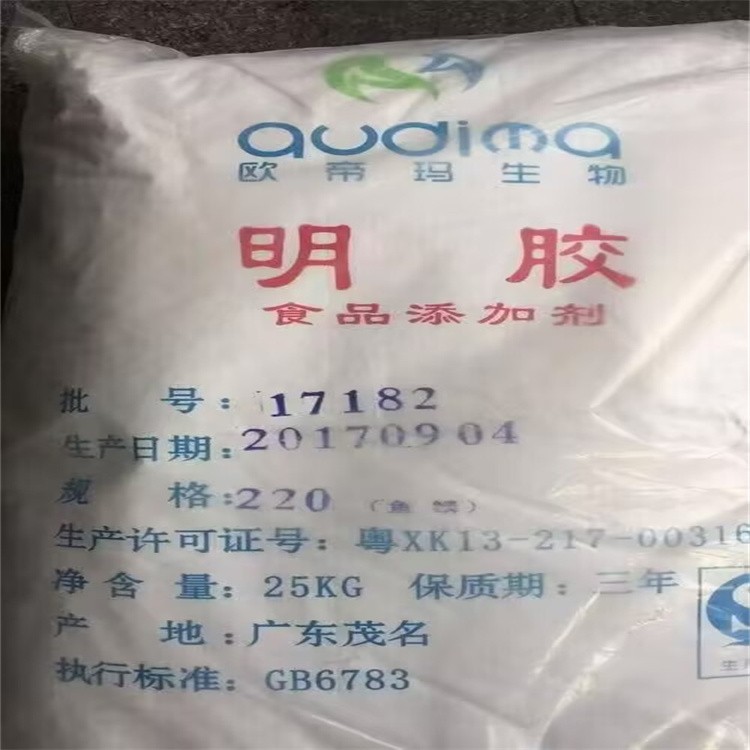 audima
欧帝玛生物
明胶
食品添加剂
批号：17182
生产日期：20170904
规格：220（鱼鳞）
生产许可证号：粤XK13-217-00316
净含量：25KG 保质期：三年
产地：广东茂名
执行标准：GB6783